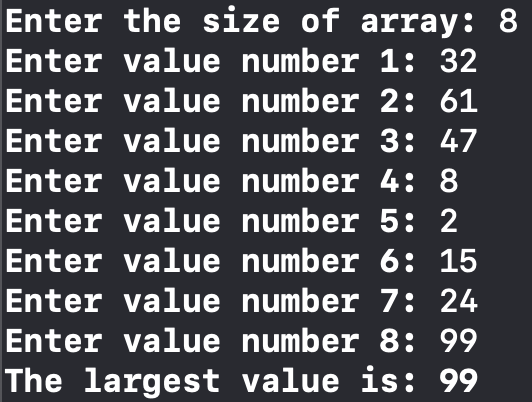 Enter the size of array: 8
Enter value number 1: 32
Enter value number 2: 61
Enter value number 3: 47
Enter value number 4: 8
Enter value number 5: 2
Enter value number 6: 15
Enter value number 7: 24
Enter value number 8: 99
The largest value is: 99